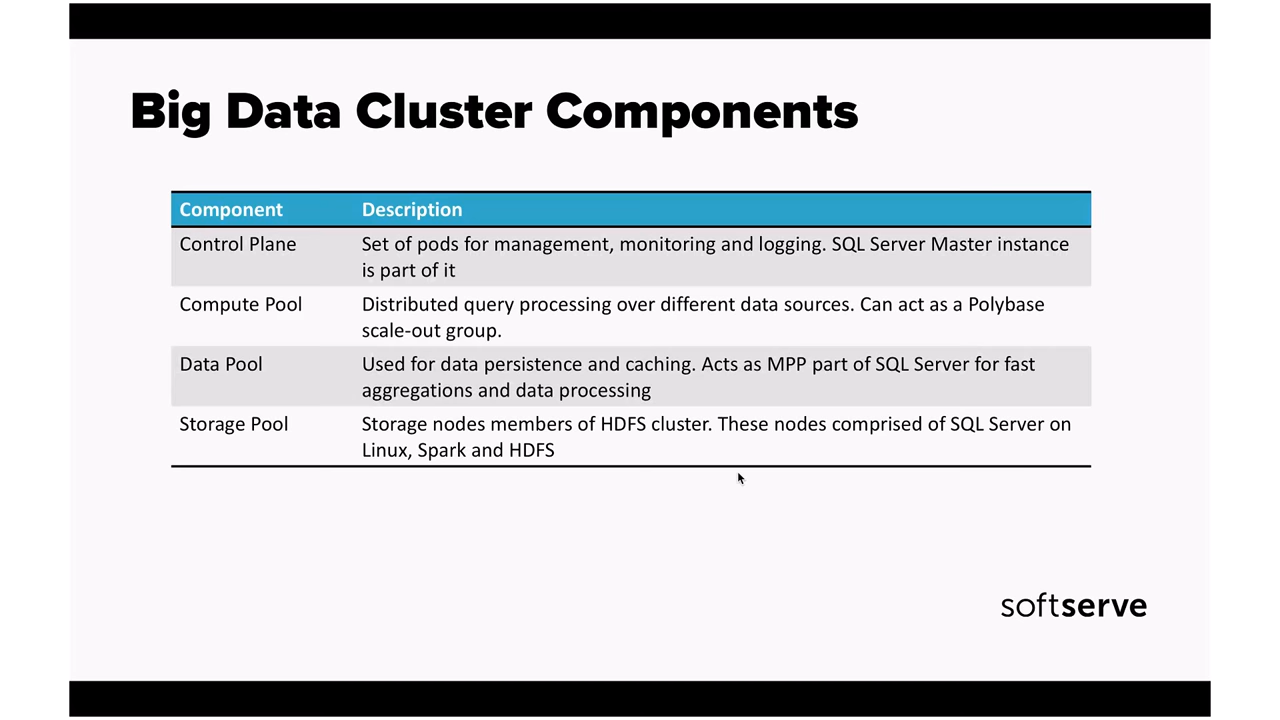 Big Data Cluster Components
Component Description
Control Plane Set of pods for management, monitoring and logging. SQL Server Master instance
is part of it
Compute Pool Distributed query processing over different data sources. Can act as a Polybase
scale-out group.
Data Pool Used for data persistence and caching. Acts as MPP part of SQL Server for fast
aggregations and data processing
Storage Pool Storage nodes members of HDFS cluster. These nodes comprised of SQL Server on
Linux, Spark and HDFS
softserve